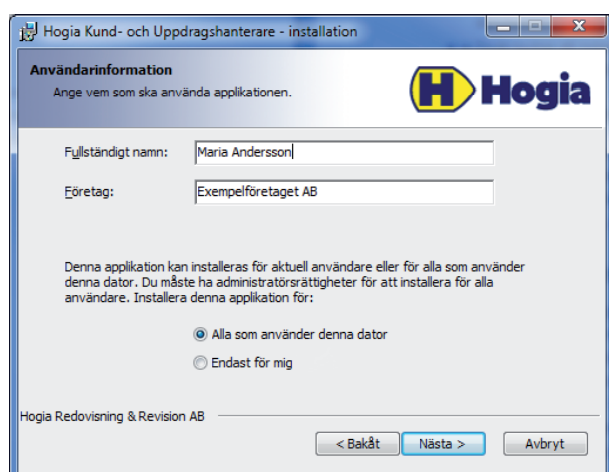 Hogia Kund- och Uppdragshanterare - installation
Användarinformation
Ange vem som ska använda applikationen.
H Hogia
Fullständigt namn: Maria Andersson
Företag: Exempelföretaget AB
Denna applikation kan installeras för aktuell användare eller för alla som använder
denna dator. Du måste ha administratörsrättigheter för att installera för alla
användare. Installera denna applikation för:
Alla som använder denna dator
Endast för mig
Hogia Redovisning & Revision AB
< Bakåt Nästa > Avbryt